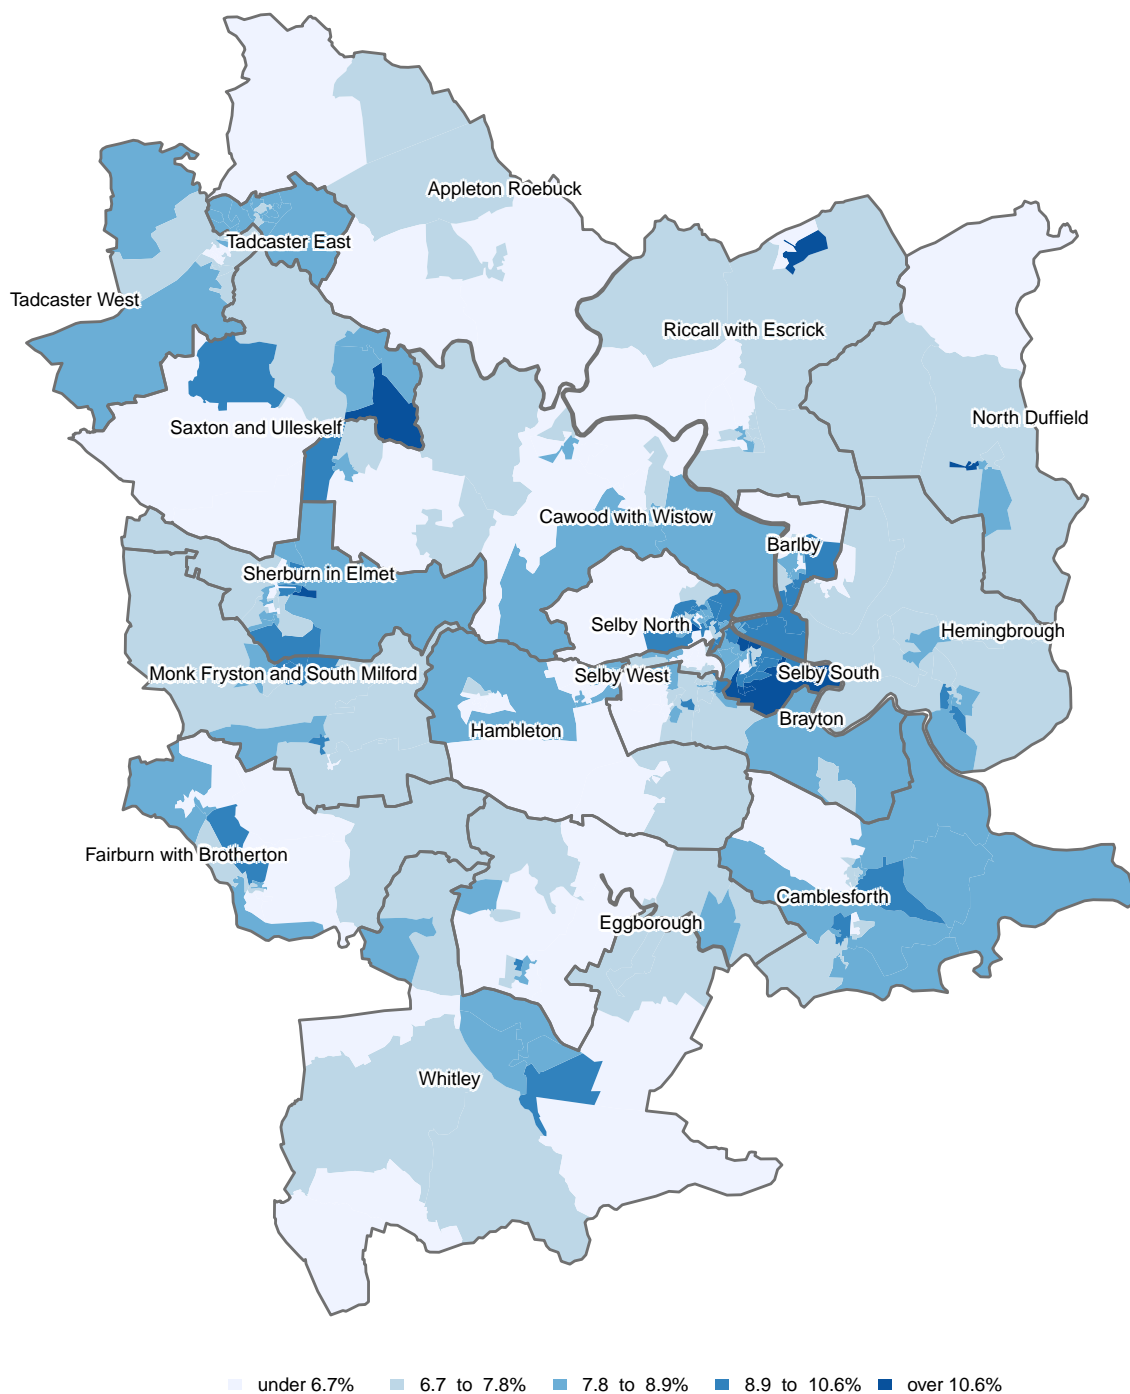 Appleton Roebuck
Tadcaster East
Tadcaster West
Riccall with Escrick
North Duffield
Saxton and Ulleskelf
Cawood with Wistow
Barlby
Sherburn in Elmet
Selby North
Hemingbrough
Monk Fryston and South Milford
Selby West
Selby South
Brayton
Hambleton
Fairburn with Brotherton
Camblesforth
Eggborough
Whitley
under 6.7%
6.7 to 7.8%
7.8 to 8.9%
8.9 to 10.6%
over 10.6%